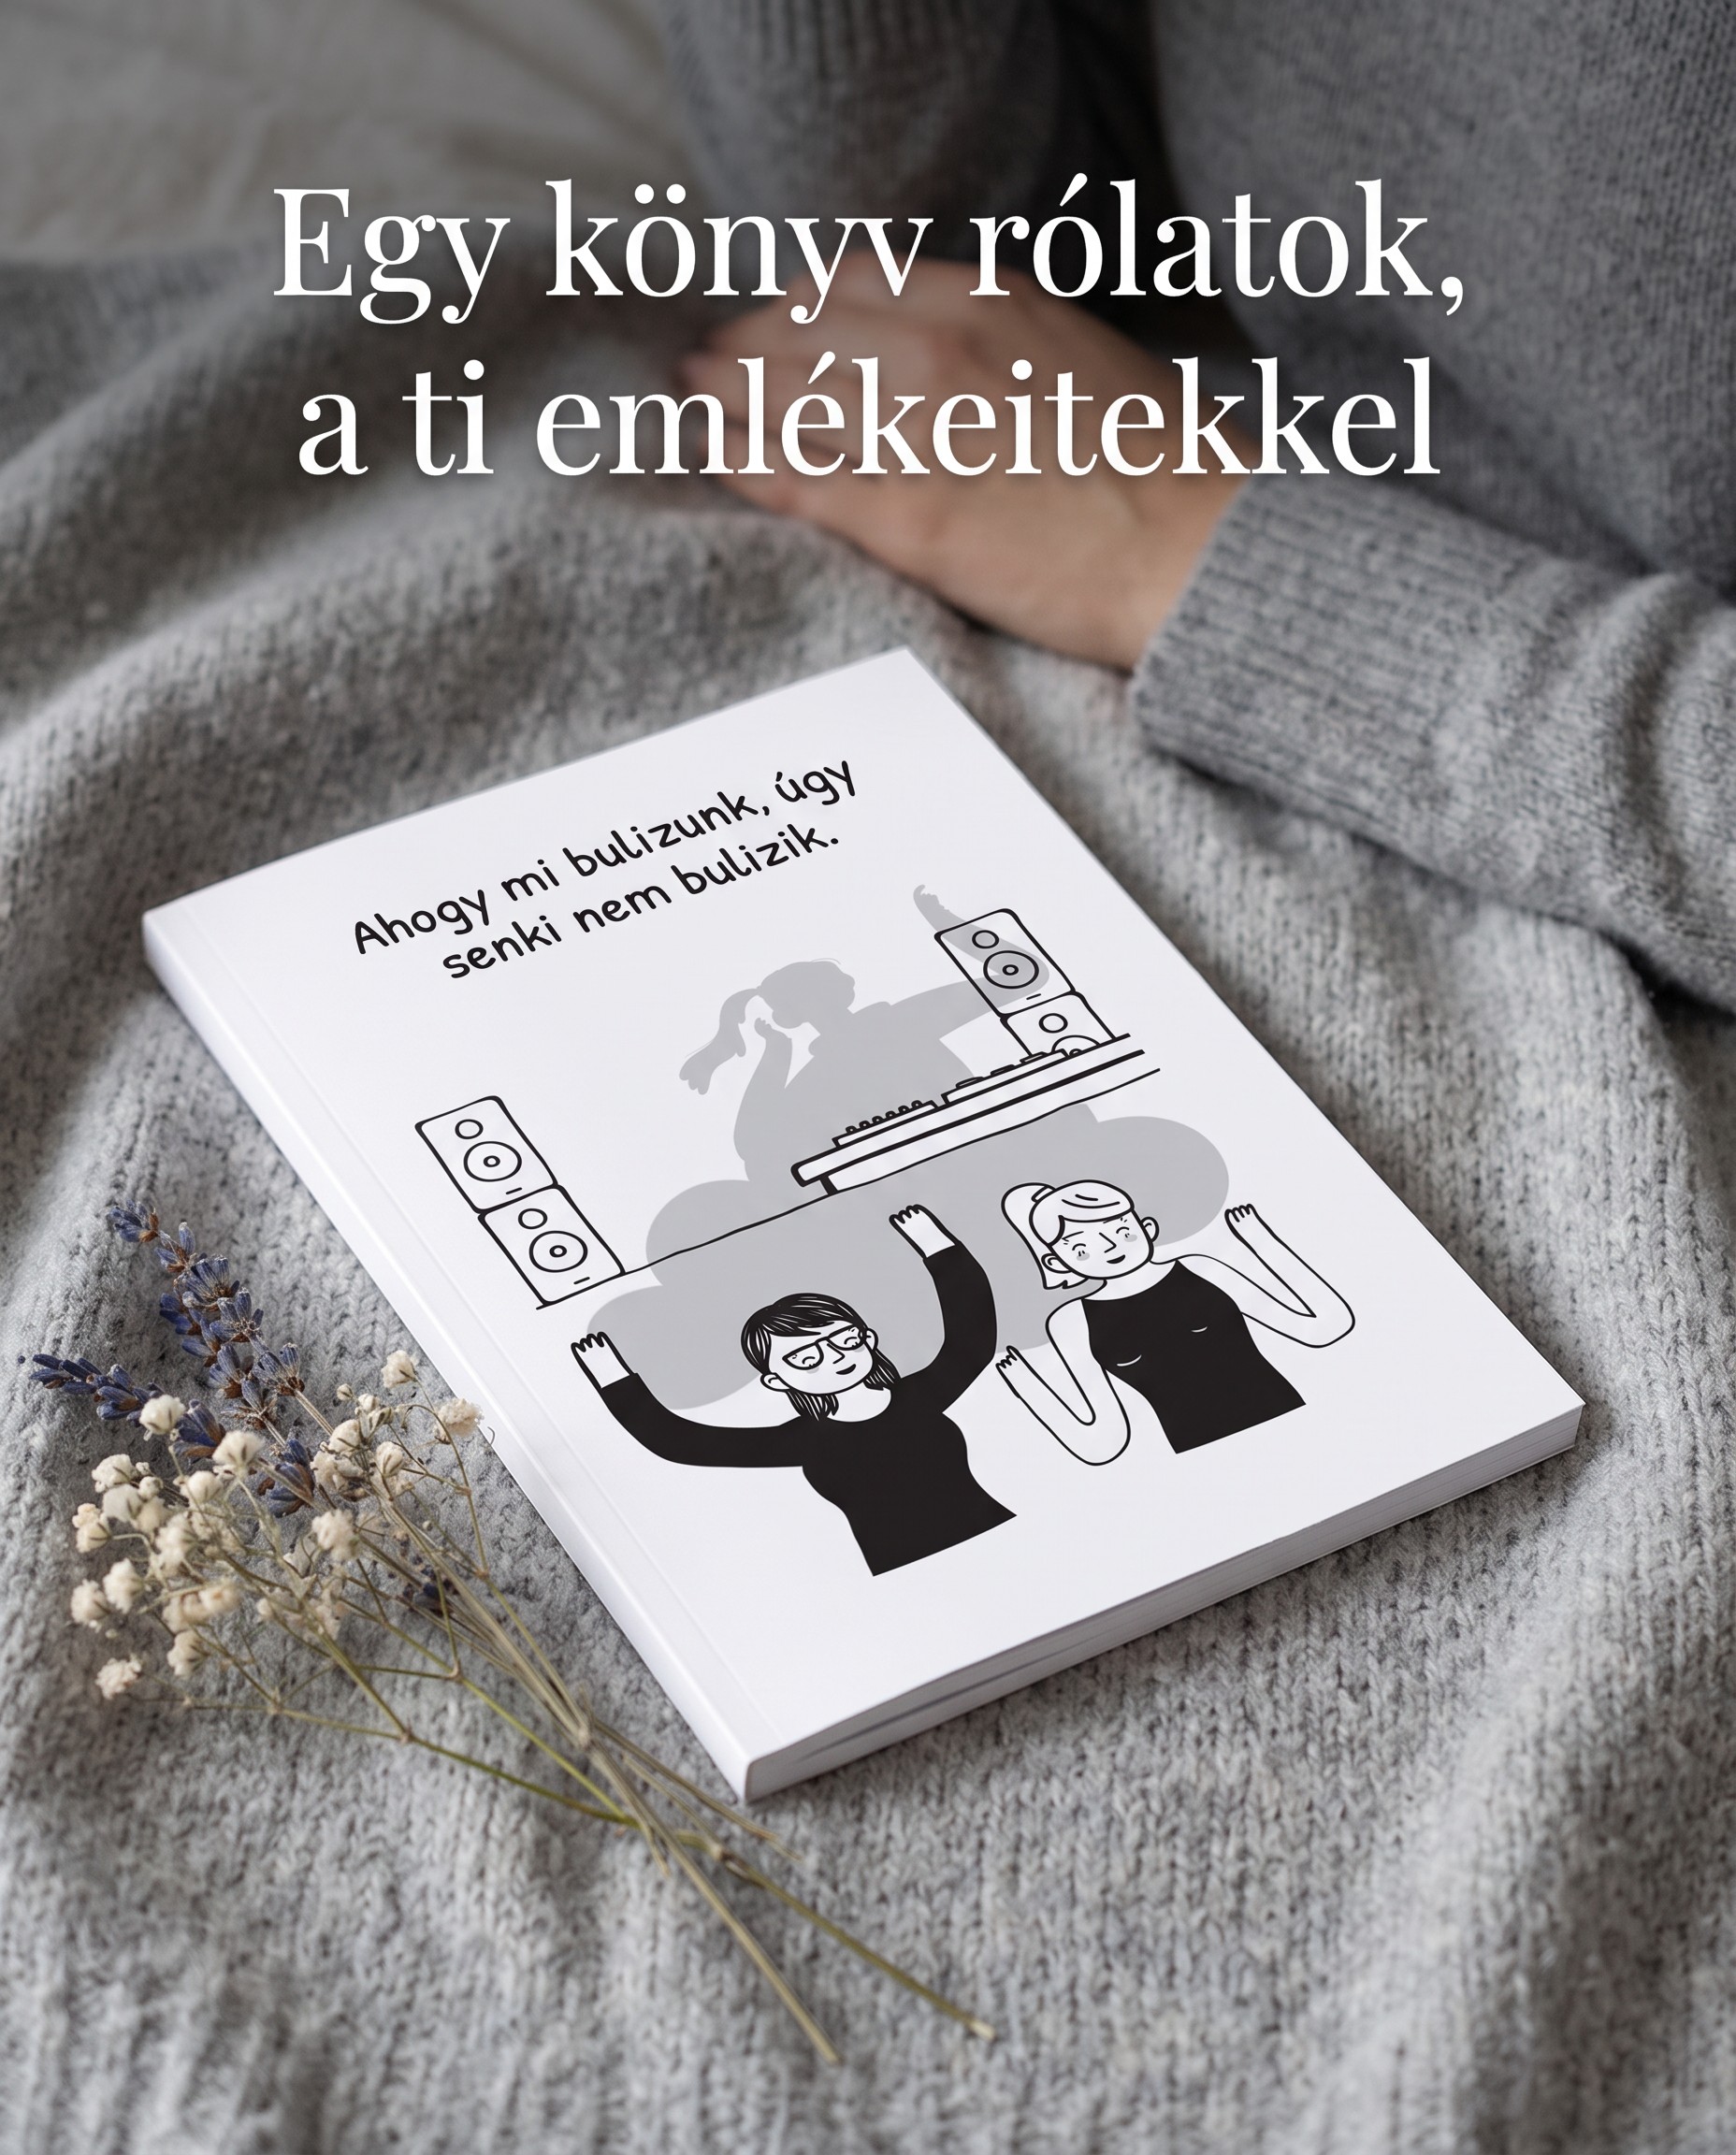 Egy könyv rólatok,
a ti emlékeitekkel
Ahogy mi bulizunk, úgy
senki nem bulizik.